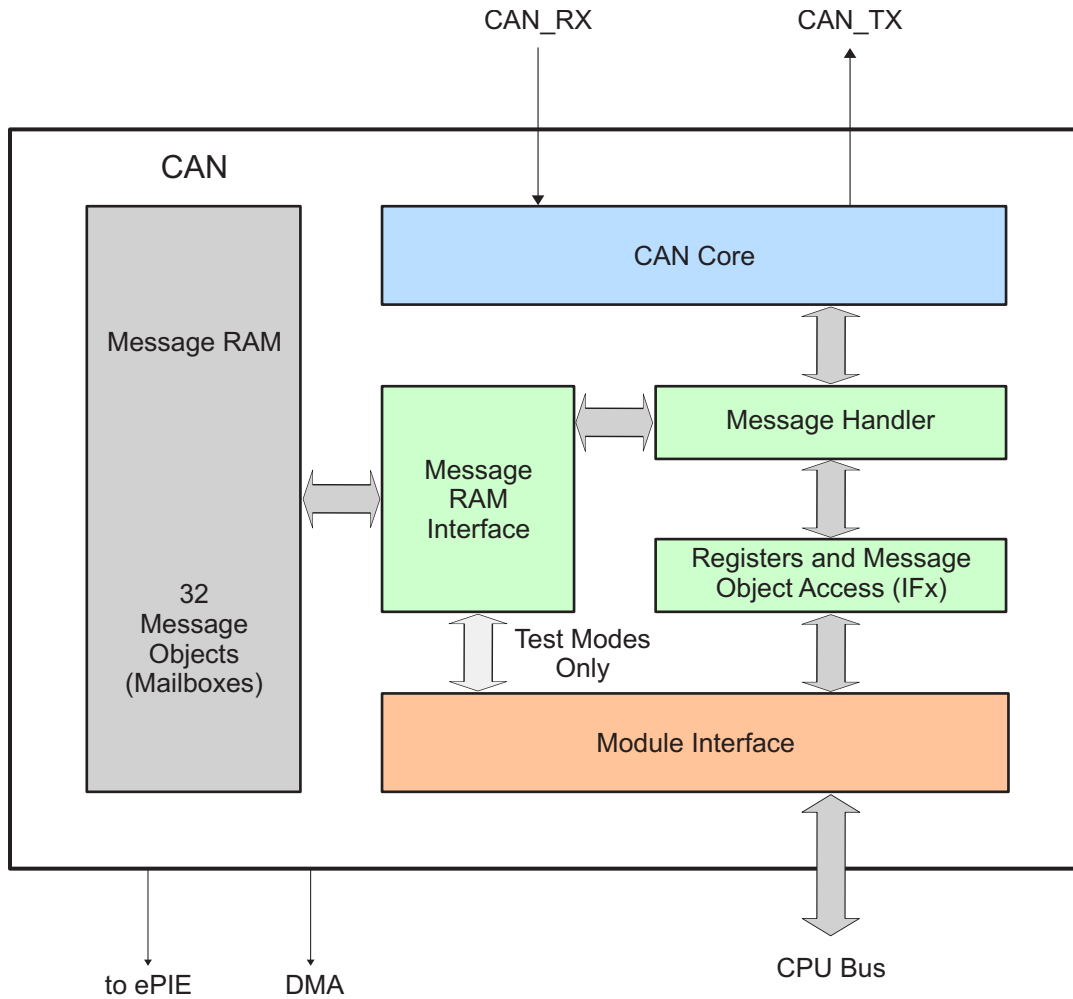 CAN_RX
CAN_TX
CAN
CAN Core
Message RAM
Message Handler
Message
RAM
Interface
Registers and Message
Object Access (IFx)
32
Message
Objects
(Mailboxes)
Test Modes
Only
Module Interface
CPU Bus
to ePIE
DMA